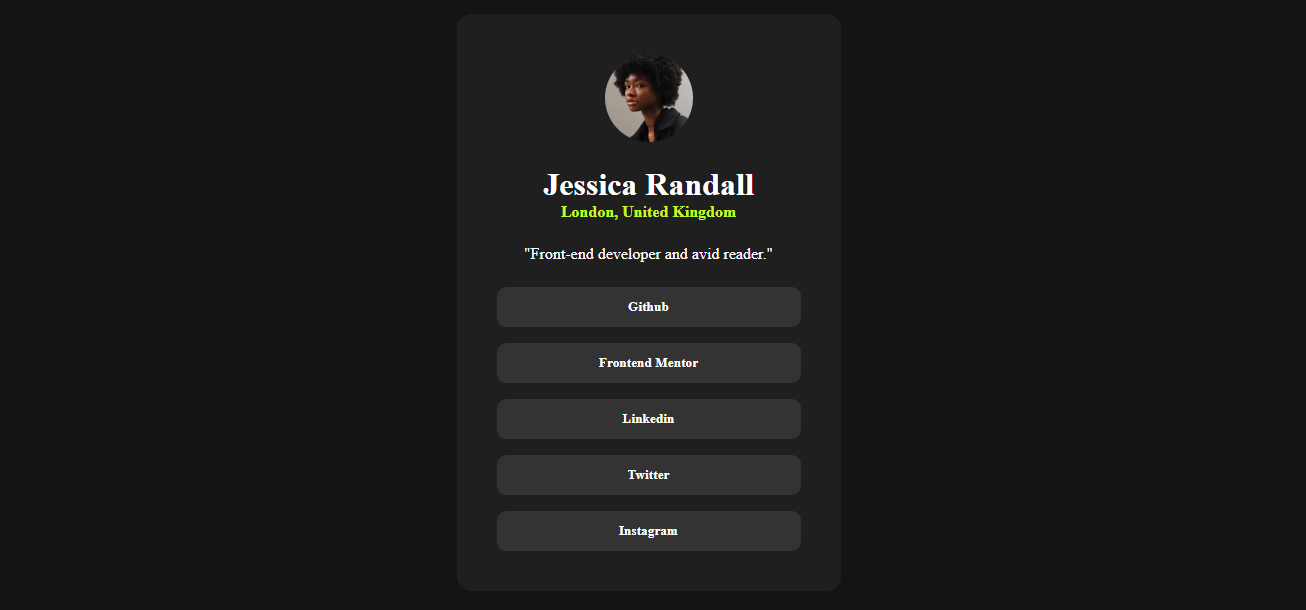 Jessica Randall
London, United Kingdom
"Front-end developer and avid reader."
Github
Frontend Mentor
Linkedin
Twitter
Instagram